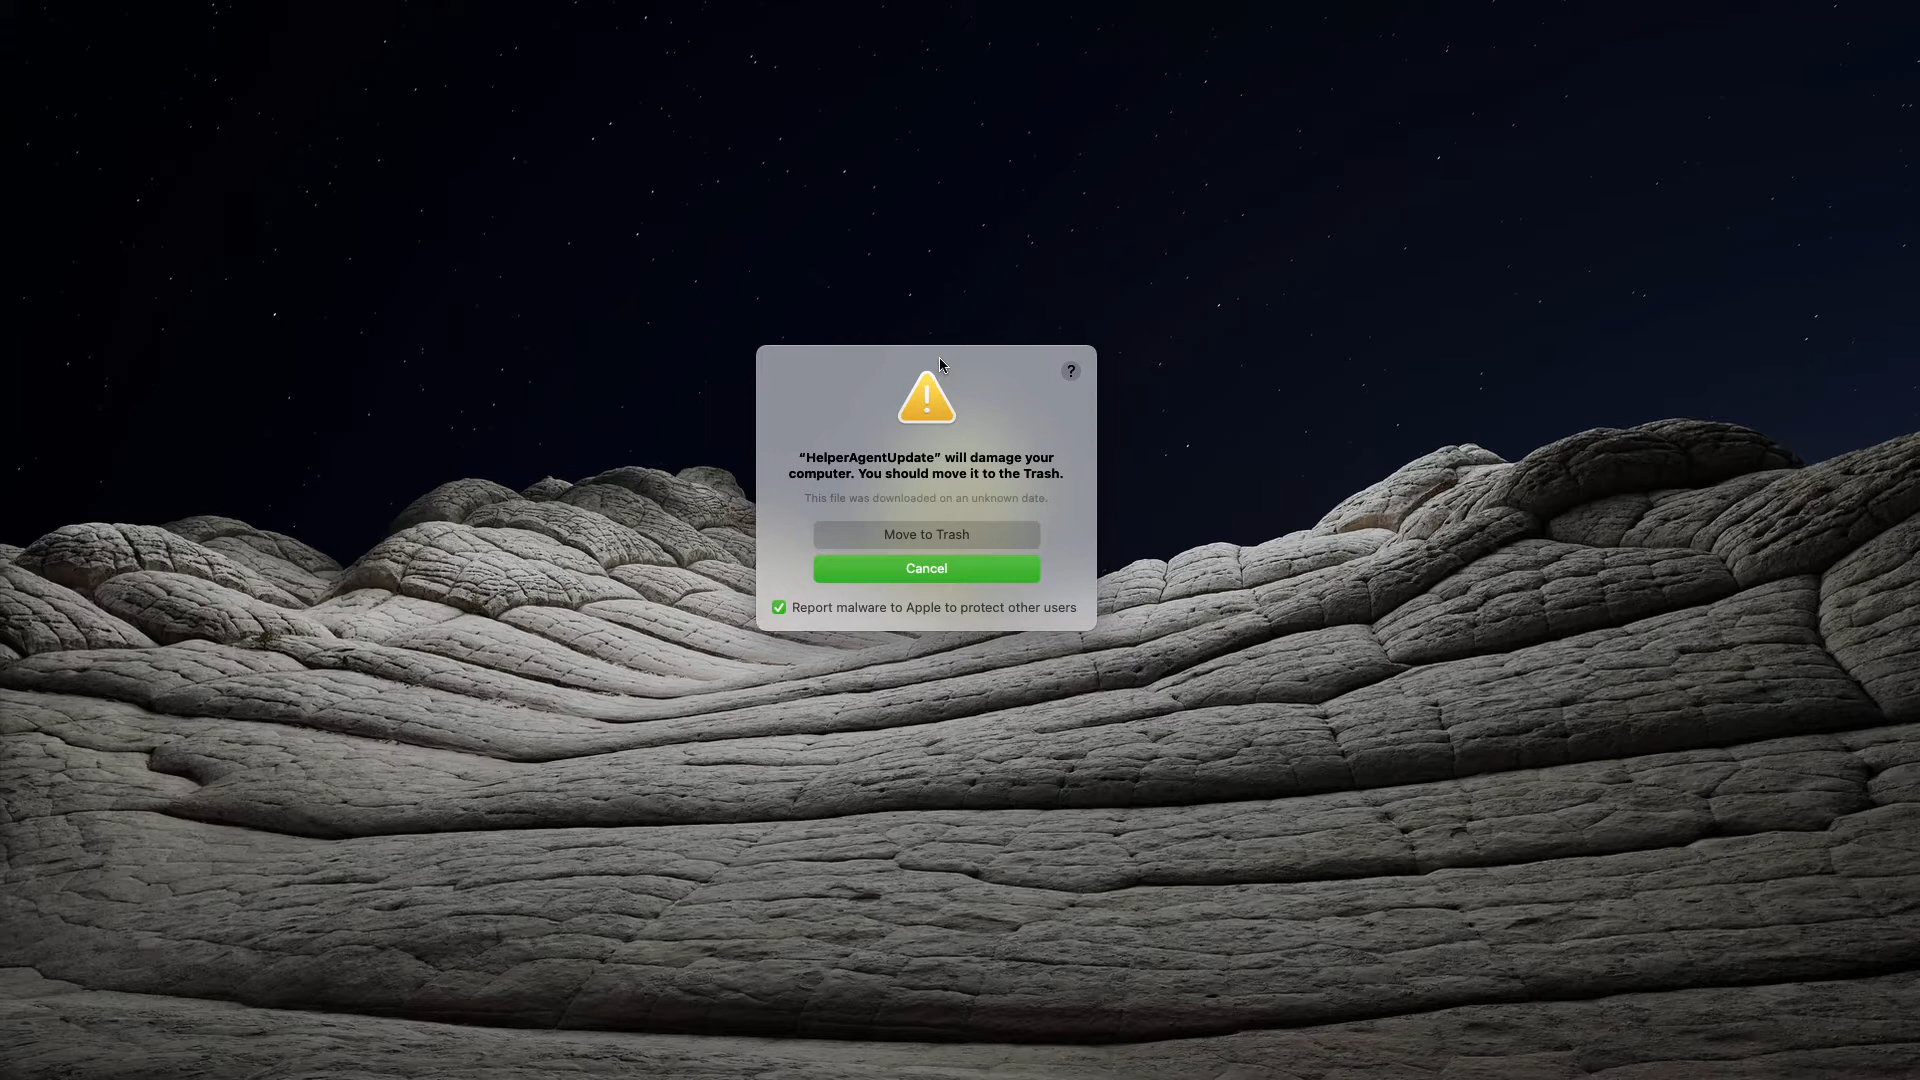 ?
“HelperAgentUpdate” will damage your
computer. You should move it to the Trash.
This file was downloaded on an unknown date.
Move to Trash
Cancel
Report malware to Apple to protect other users